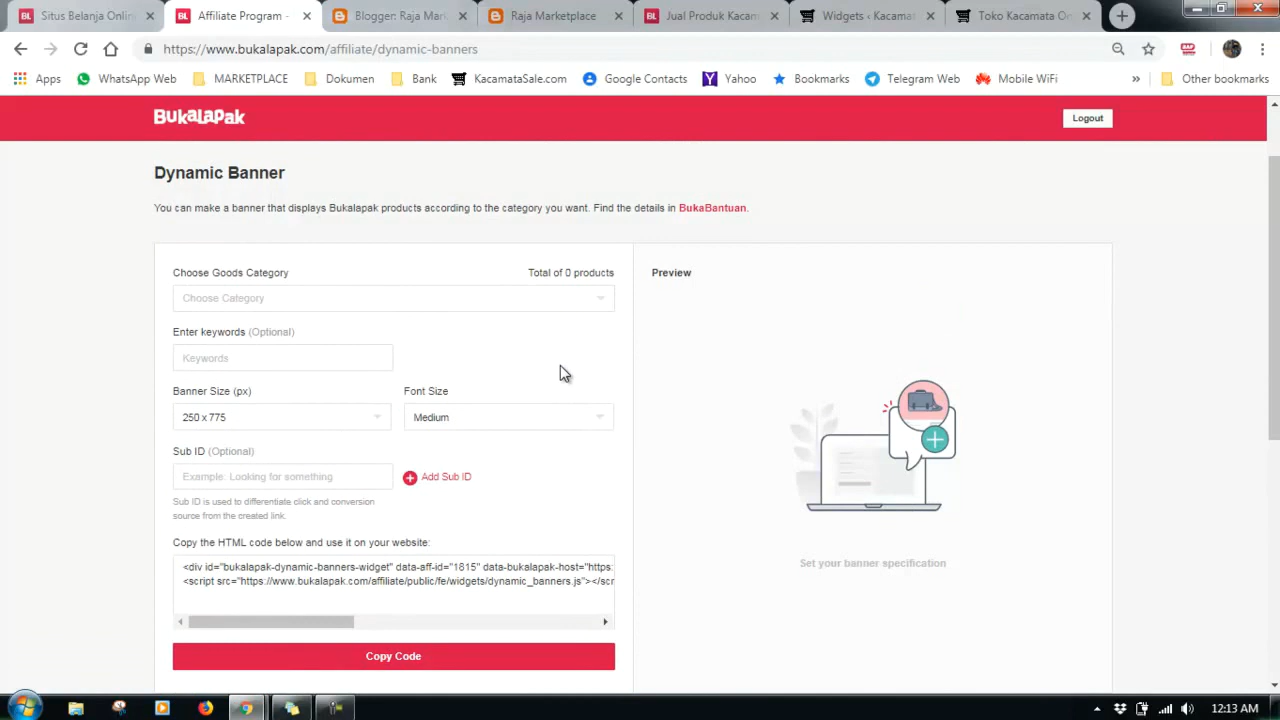 Situs Belanja Onlin
Affiliate Program -
Blogger: Raja Mark
Raja Marketplace
Jual Produk Kacam
Widgets ‹ Kacamat
Toko Kacamata On
https://www.bukalapak.com/affiliate/dynamic-banners
Apps
WhatsApp Web
MARKETPLACE
Dokumen
Bank
KacamataSale.com
Google Contacts
Yahoo
Bookmarks
Telegram Web
Mobile WiFi
»
Other bookmarks
BL BukaLapak
Logout
Dynamic Banner
You can make a banner that displays Bukalapak products according to the category you want. Find the details in BukaBantuan.
Choose Goods Category
Total of 0 products
Preview
Choose Category
Enter keywords (Optional)
Keywords
Banner Size (px)
Font Size
250 x 775
Medium
Sub ID (Optional)
Example: Looking for something
Add Sub ID
Sub ID is used to differentiate click and conversion
source from the created link.
Copy the HTML code below and use it on your website:
<div id="bukalapak-dynamic-banners-widget" data-aff-id="1815" data-bukalapak-host="https:
<script src="https://www.bukalapak.com/affiliate/public/fe/widgets/dynamic_banners.js"></scr
Set your banner specification
Copy Code
12:13 AM